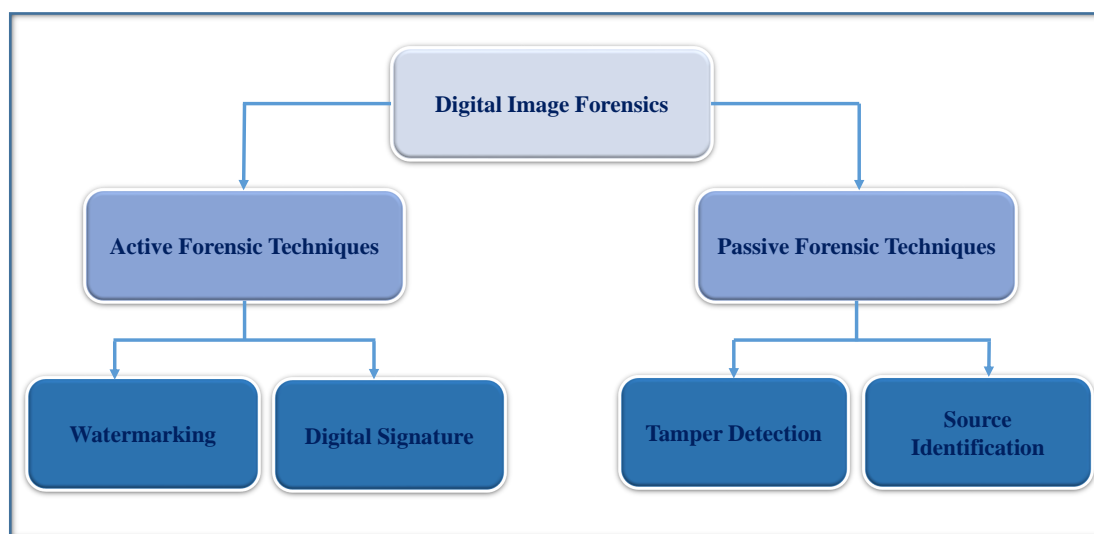 Digital Image Forensics
Active Forensic Techniques
Passive Forensic Techniques
Watermarking
Digital Signature
Tamper Detection
Source
Identification